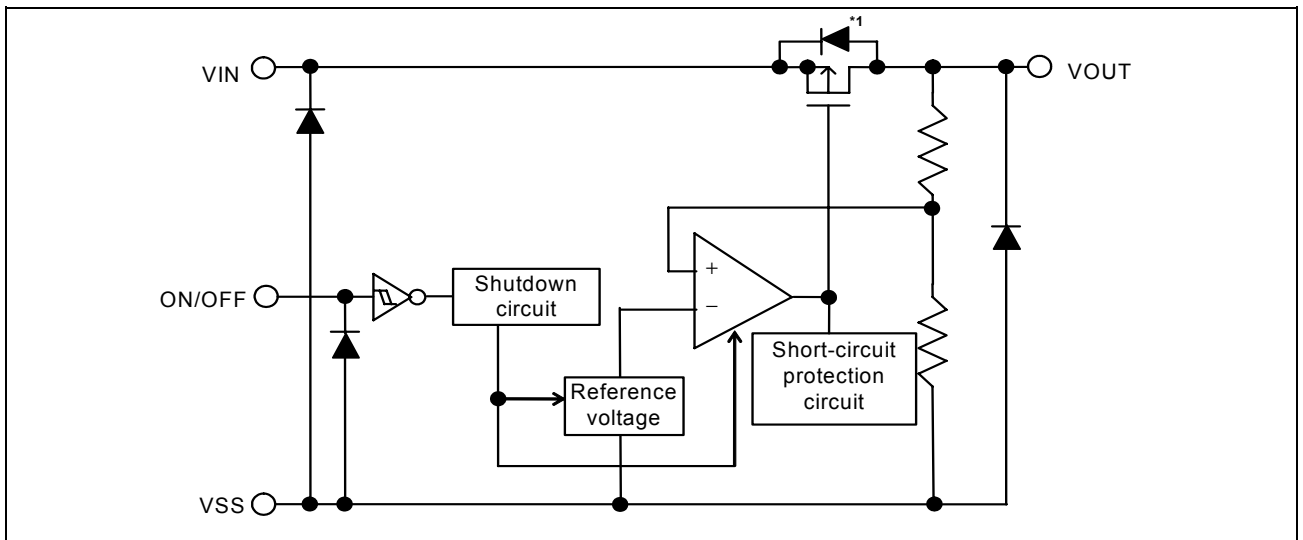 *1
VIN
VOUT
ON/OFF
Shutdown
circuit
+
−
Short-circuit
protection
circuit
Reference
voltage
VSS